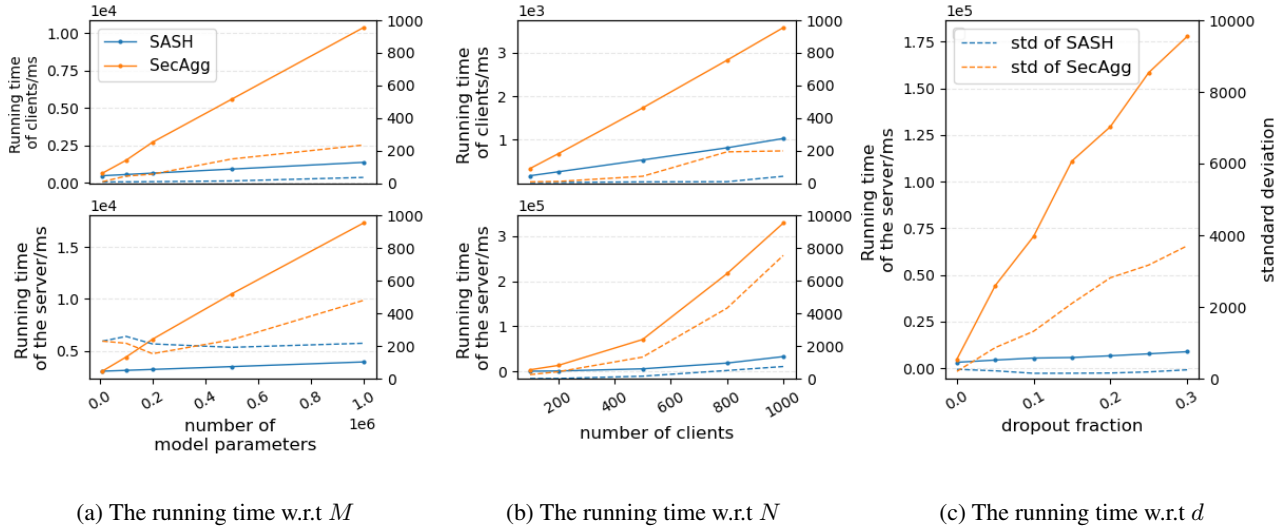 1e4
1.00
0.75
0.50
0.25
0.00
Running time
of clients/ms
SASH
SecAgg
1000
800
600
400
200
0
1e4
1.5
1.0
0.5
Running time
of the server/ms
1000
800
600
400
200
0
0.0
0.2
0.4
0.6
0.8
1.0
1e6
number of
model parameters
(a) The running time w.r.t M
1e3
3
2
1
Running time
of clients/ms
1000
800
600
400
200
0
1e5
3
2
1
0
Running time
of the server/ms
10000
8000
6000
4000
2000
0
200
400
600
800
1000
number of clients
(b) The running time w.r.t N
1e5
1.75
1.50
1.25
1.00
0.75
0.50
0.25
0.00
Running time
of the server/ms
std of SASH
std of SecAgg
10000
8000
6000
4000
2000
0
standard deviation
0.0
0.1
0.2
0.3
dropout fraction
(c) The running time w.r.t d